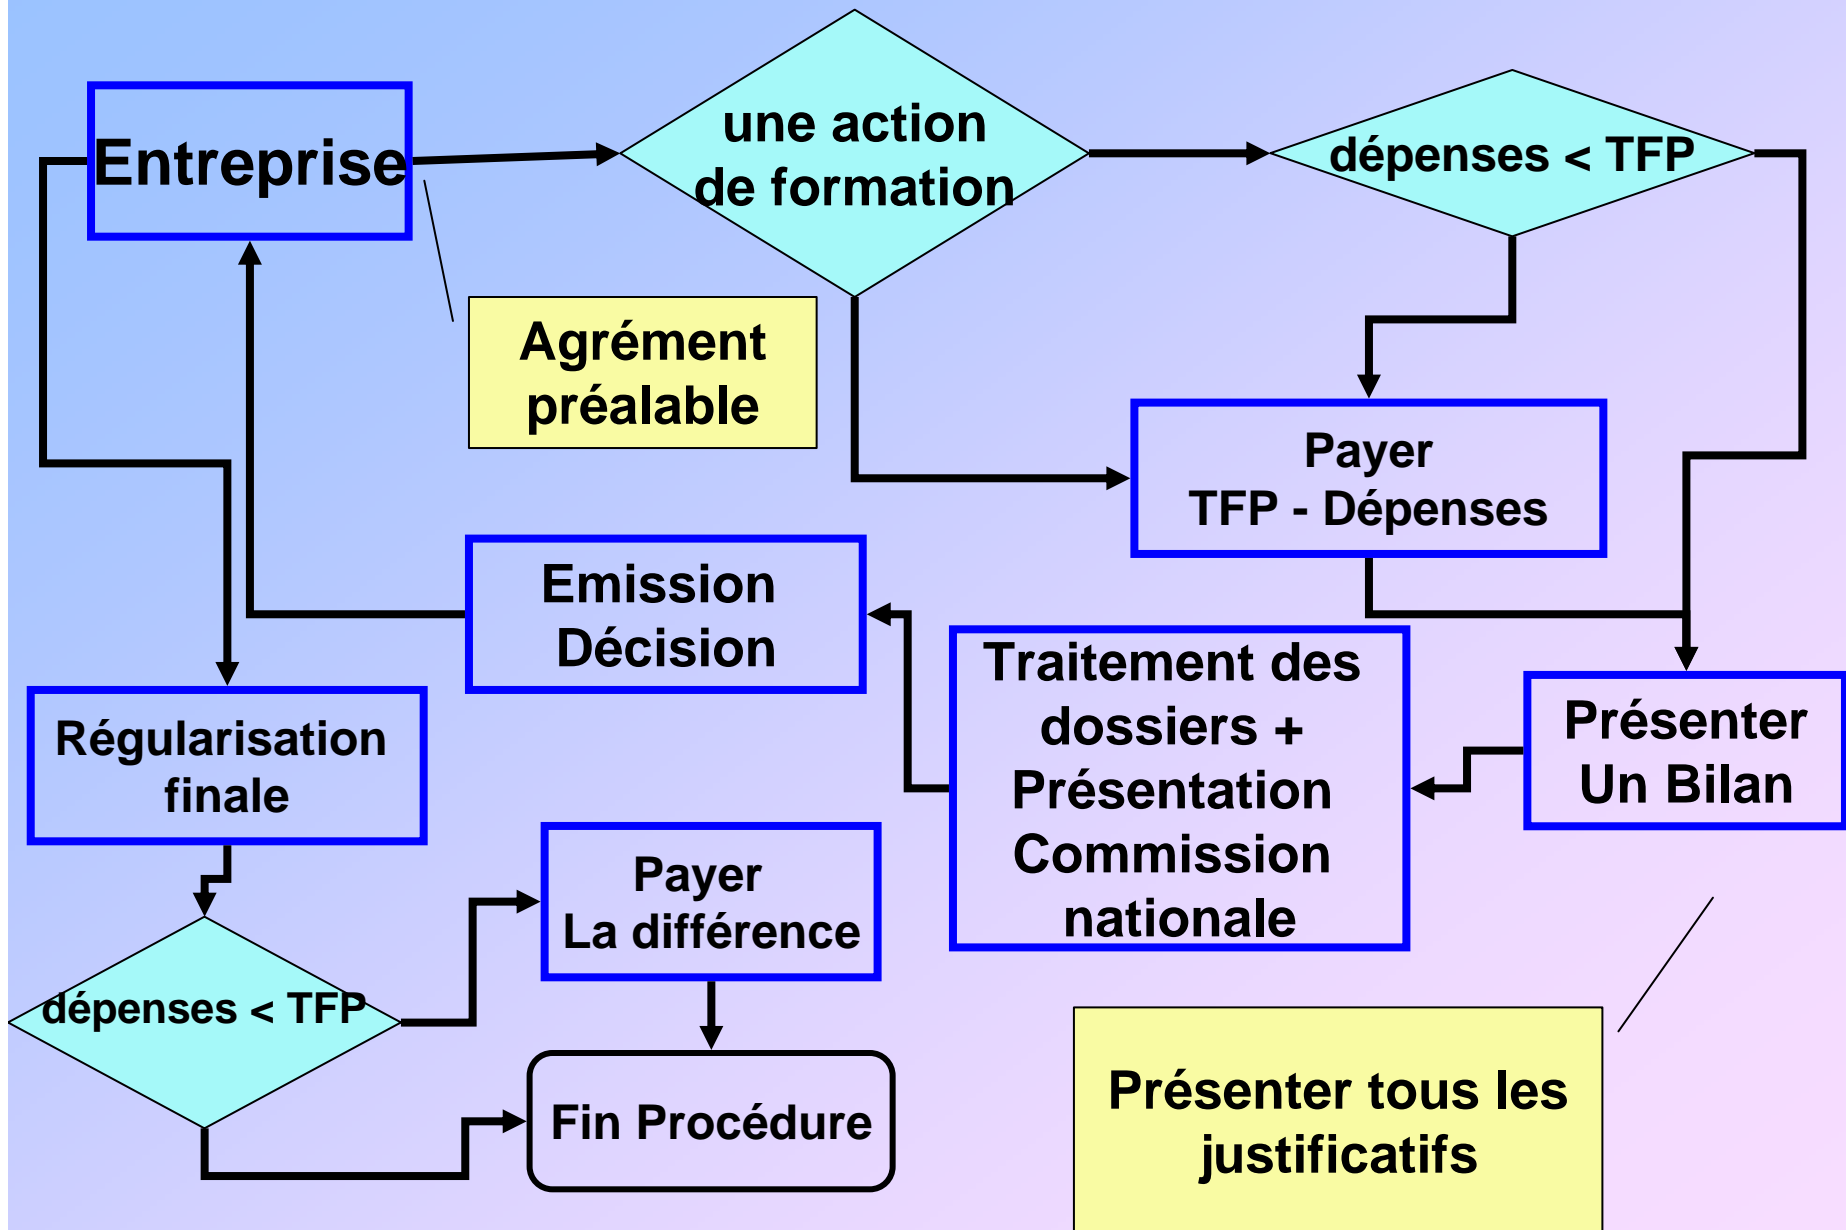 Entreprise
une action
de formation
dépenses < TFP
Agrément
préalable
Payer
TFP - Dépenses
Emission
Décision
Traitement des
dossiers +
Présentation
Commission
nationale
Présenter
Un Bilan
Régularisation
finale
Payer
La différence
dépenses < TFP
Fin Procédure
Présenter tous les
justificatifs